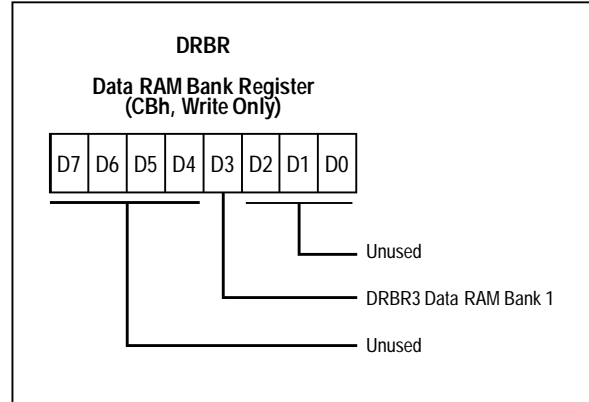 DRBR
Data RAM Bank Register
(CBh, Write Only)
D7 D6 D5 D4 D3 D2 D1 D0
Unused
DRBR3 Data RAM Bank 1
Unused